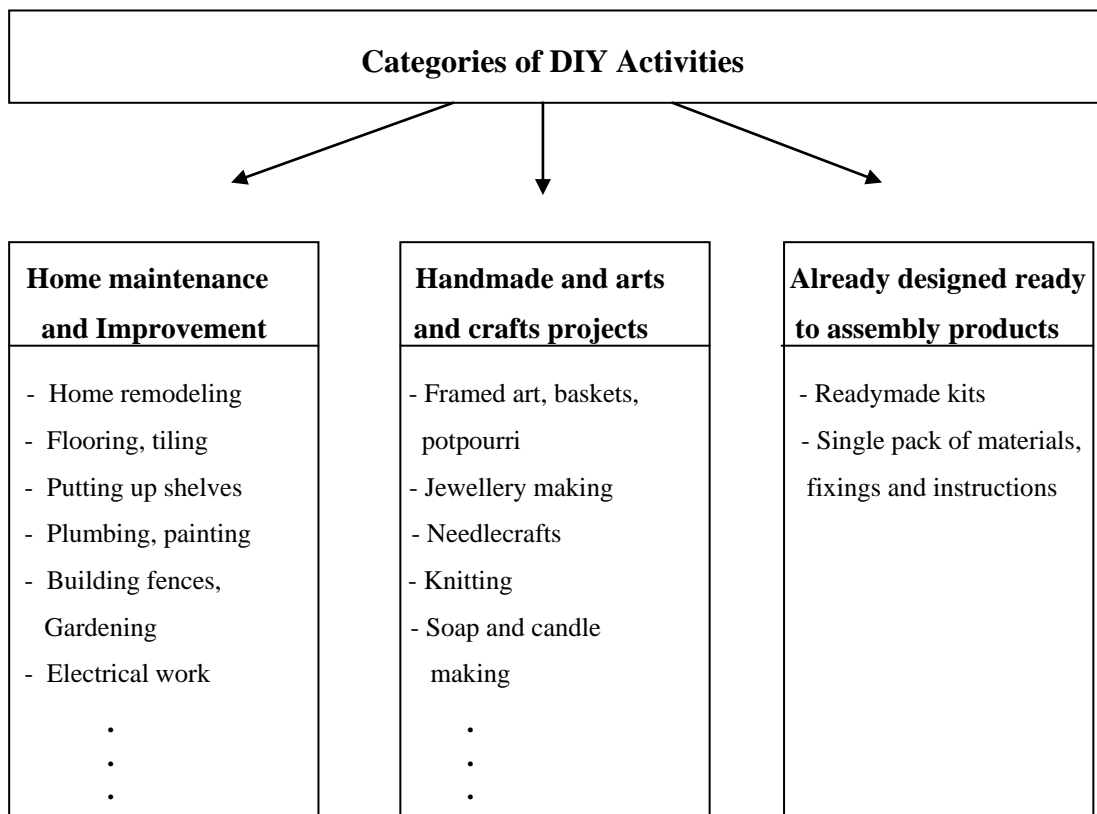 Categories of DIY Activities
Home maintenance
and Improvement
- Home remodeling
- Flooring, tiling
- Putting up shelves
- Plumbing, painting
- Building fences,
Gardening
- Electrical work
.
.
.
Handmade and arts
and crafts projects
- Framed art, baskets,
potpourri
- Jewellery making
- Needlecrafts
- Knitting
- Soap and candle
making
.
.
.
Already designed ready
to assembly products
- Readymade kits
- Single pack of materials,
fixings and instructions